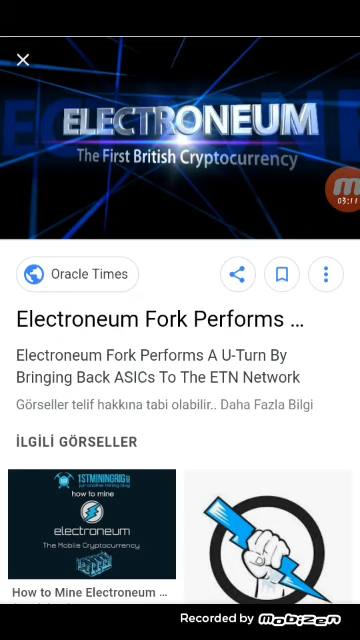 ELECTRONEUM
The First British Cryptocurrency
03:11
Oracle Times
Electroneum Fork Performs ...
Electroneum Fork Performs A U-Turn By
Bringing Back ASICs To The ETN Network
Görseller telif hakkına tabi olabilir.. Daha Fazla Bilgi
İLGİLİ GÖRSELLER
1STMININGRIG
how to mine
electroneum
The Mobile Cryptocurrency
How to Mine Electroneum ...
Recorded by mobizen